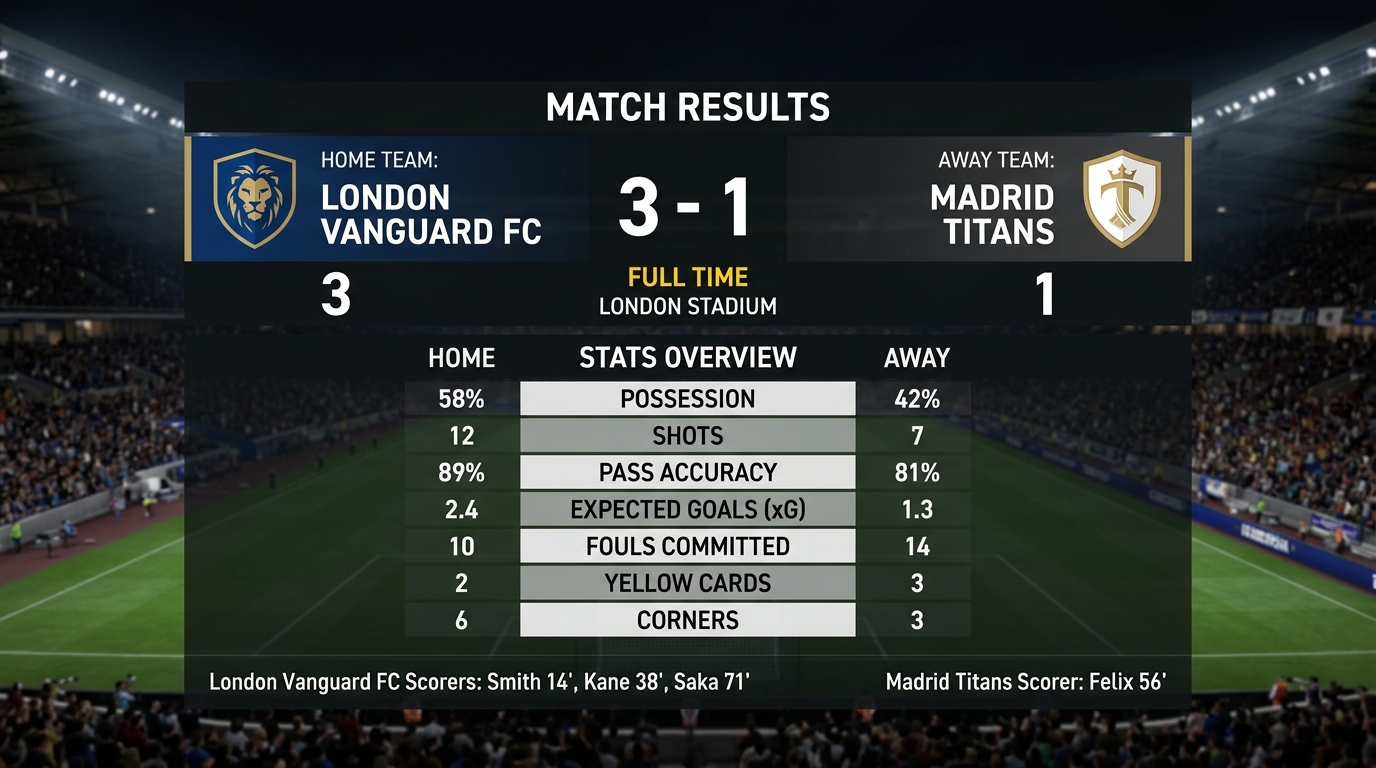 MATCH RESULTS
HOME TEAM:
LONDON
VANGUARD FC
3 - 1
AWAY TEAM:
MADRID
TITANS
3
FULL TIME
LONDON STADIUM
1
HOME STATS OVERVIEW AWAY
58% POSSESSION 42%
12 SHOTS 7
89% PASS ACCURACY 81%
2.4 EXPECTED GOALS (xG) 1.3
10 FOULS COMMITTED 14
2 YELLOW CARDS 3
6 CORNERS 3
London Vanguard FC Scorers: Smith 14', Kane 38', Saka 71'
Madrid Titans Scorer: Felix 56'